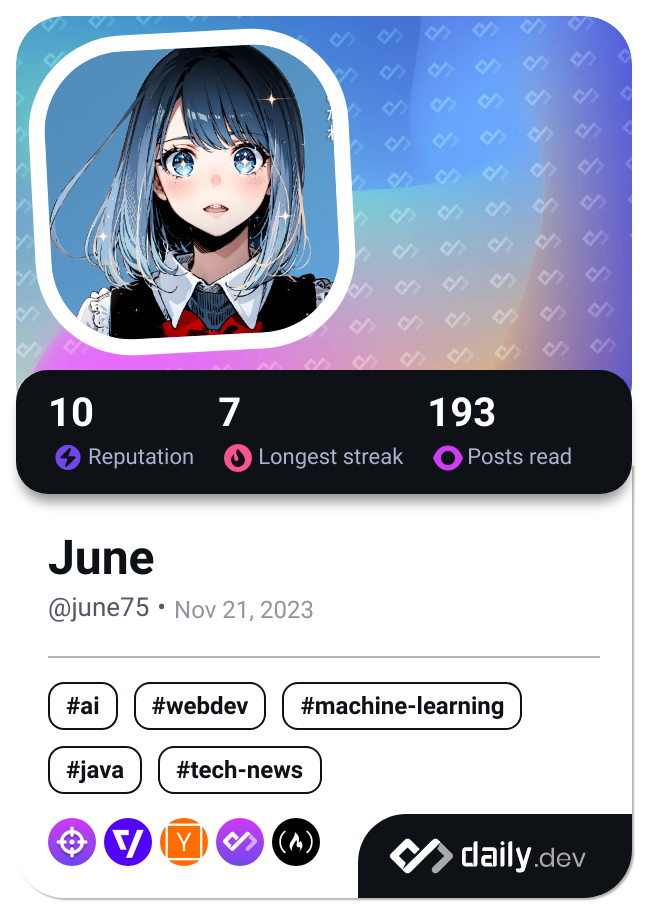 10 7 193
Reputation Longest streak Posts read
June
@june75 • Nov 21, 2023
#ai #webdev #machine-learning
#java #tech-news
Y
daily.dev